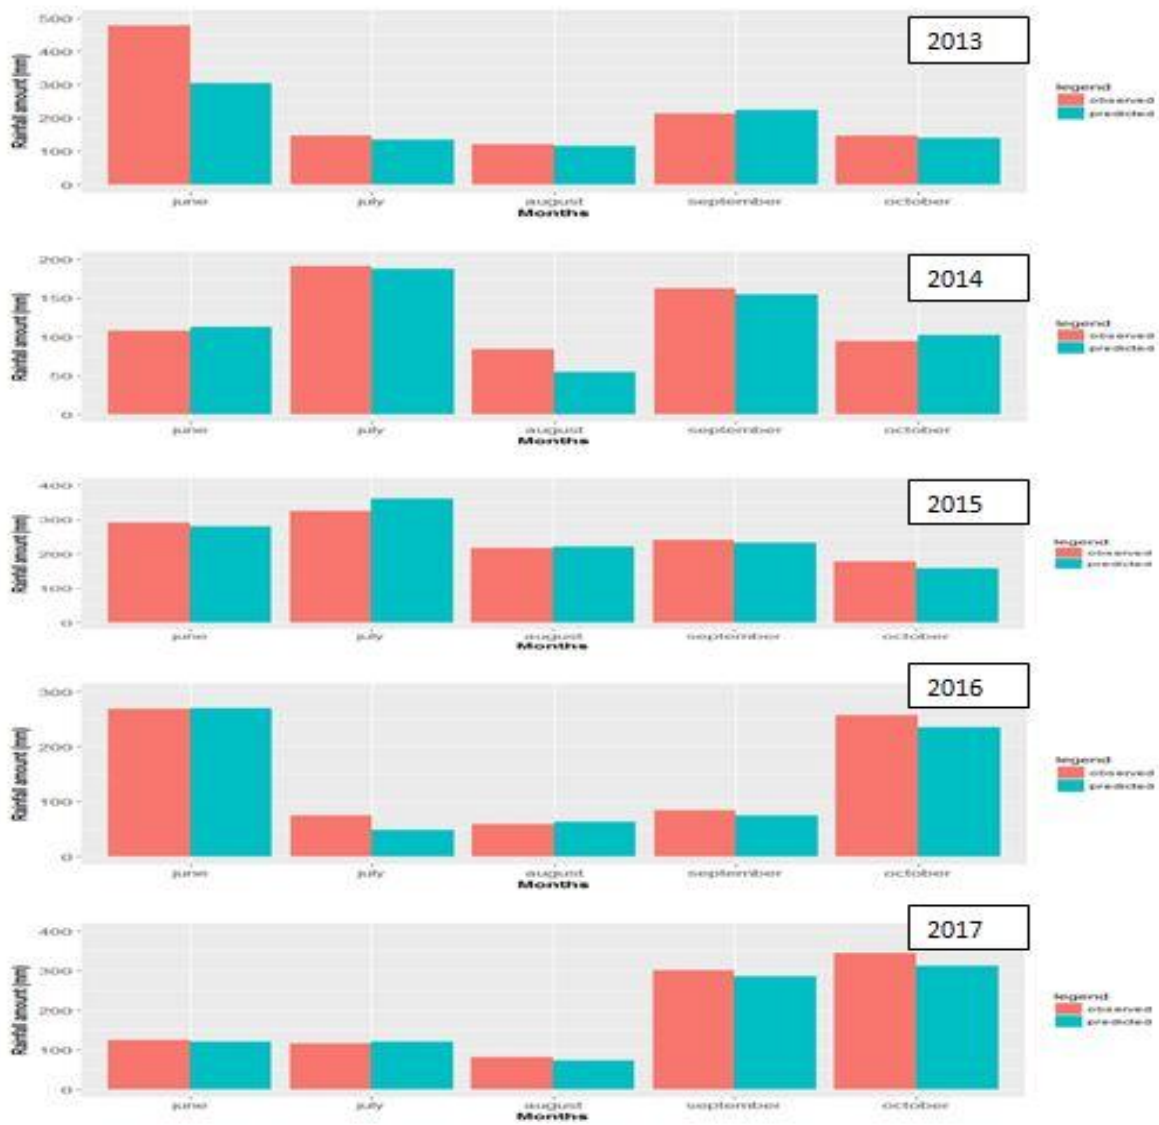 2013
500
400
300
200
100
0
Rainfall amount (mm)
june july august september october
Months
legend
observed
predicted
2014
200
150
100
50
0
Rainfall amount (mm)
june july august september october
Months
legend
observed
predicted
2015
400
300
200
100
0
Rainfall amount (mm)
june july august september october
Months
legend
observed
predicted
2016
300
200
100
0
Rainfall amount (mm)
june july august september october
Months
legend
observed
predicted
2017
400
300
200
100
0
Rainfall amount (mm)
june july august september october
Months
legend
observed
predicted